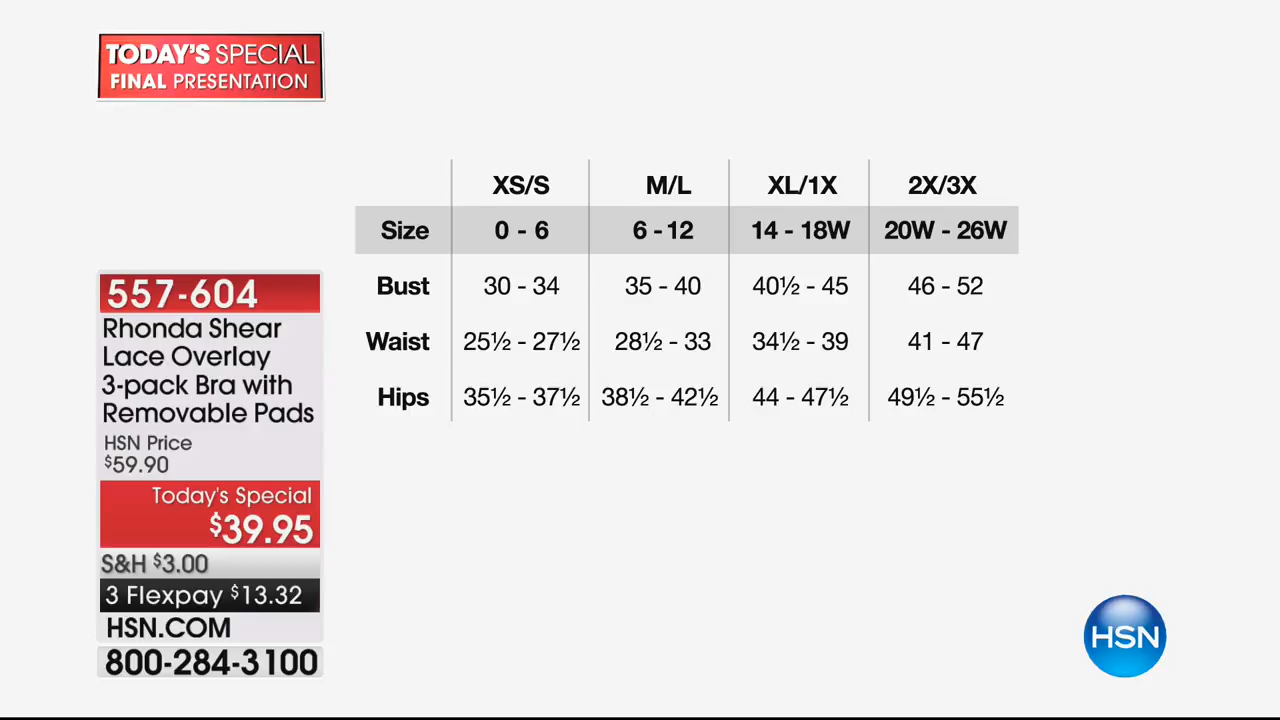 TODAY'S SPECIAL
FINAL PRESENTATION
XS/S M/L XL/1X 2X/3X
Size 0 - 6 6 - 12 14 - 18W 20W - 26W
Bust 30 - 34 35 - 40 40½ - 45 46 - 52
Waist 25½ - 27½ 28½ - 33 34½ - 39 41 - 47
Hips 35½ - 37½ 38½ - 42½ 44 - 47½ 49½ - 55½
557-604
Rhonda Shear
Lace Overlay
3-pack Bra with
Removable Pads
HSN Price
$59.90
Today's Special
$39.95
S&H $3.00
3 Flexpay $13.32
HSN.COM
800-284-3100
HSN